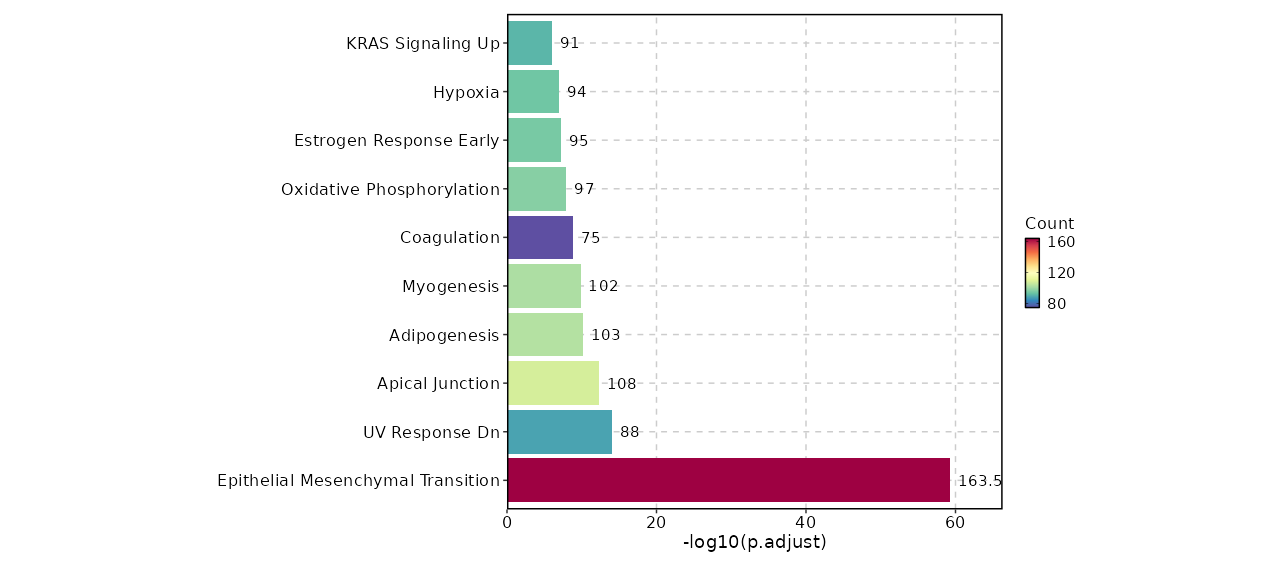 KRAS Signaling Up 91
Hypoxia 94
Estrogen Response Early 95
Oxidative Phosphorylation 97
Coagulation 75
Myogenesis 102
Adipogenesis 103
Apical Junction 108
UV Response Dn 88
Epithelial Mesenchymal Transition 163.5
0 20 40 60
-log10(p.adjust)
Count
160
120
80